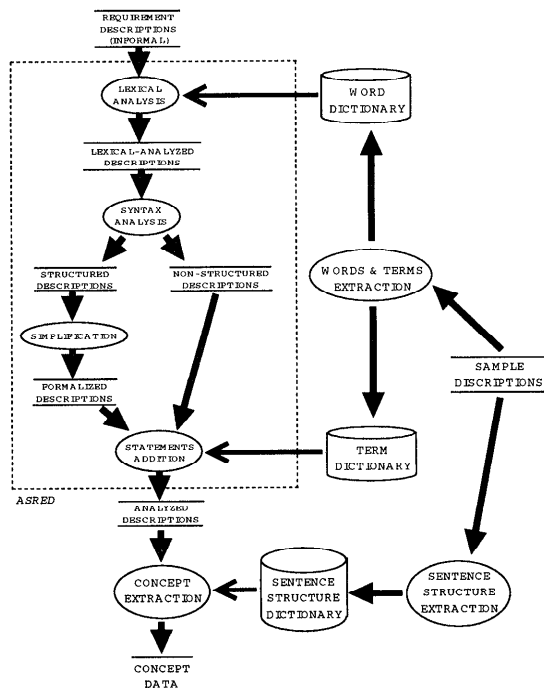 REQUIREMENT
DESCRIPTIONS
(INFORMAL)
LEXICAL
ANALYSIS
WORD
DICTIONARY
LEXICAL-ANALYZED
DESCRIPTIONS
SYNTAX
ANALYSIS
STRUCTURED
DESCRIPTIONS
NON-STRUCTURED
DESCRIPTIONS
WORDS & TERMS
EXTRACTION
SIMPLIFICATION
SAMPLE
DISCRIPTIONS
FORMALIZED
DESCRIPTIONS
STATEMENTS
ADDITION
TERM
DICTIONARY
ASRED
ANALYZED
DESCRIPTIONS
CONCEPT
EXTRACTION
SENTENCE
STRUCTURE
DICTIONARY
SENTENCE
STRUCTURE
EXTRACTION
CONCEPT
DATA